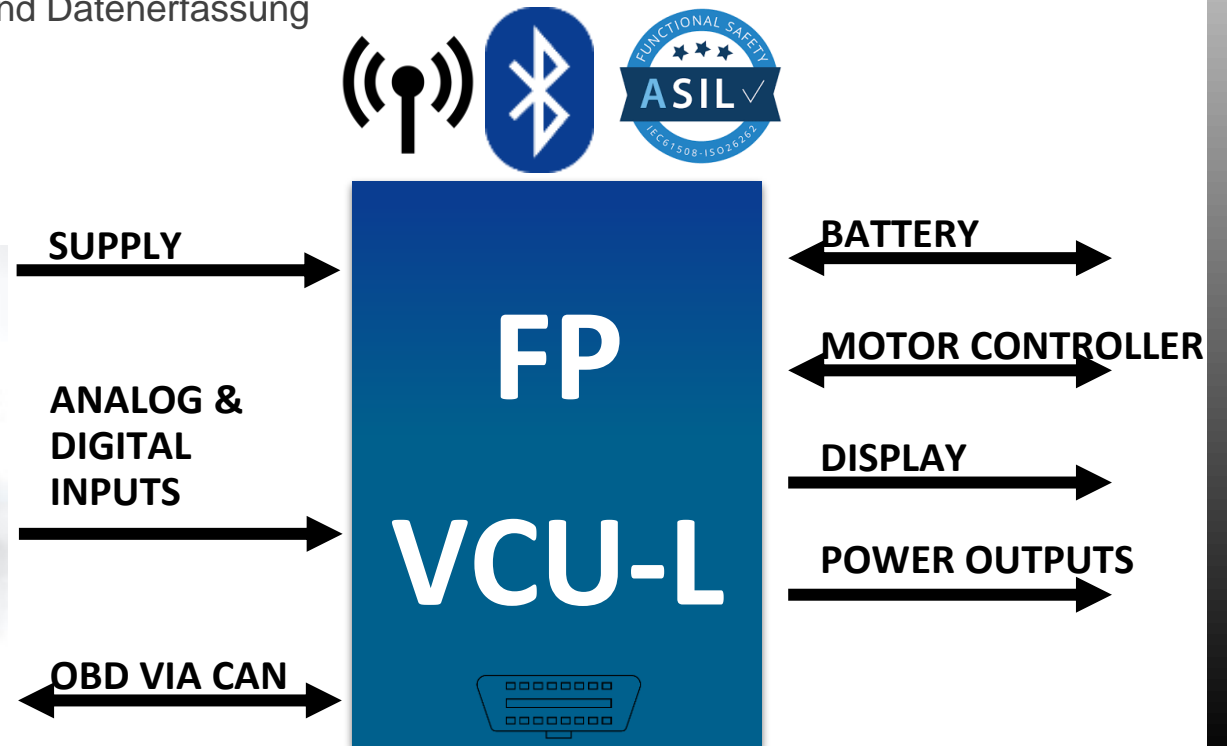 nd Datenerfassung
FUNCTIONAL SAFETY
ASIL
IEC61508-ISO26262
SUPPLY
ANALOG &
DIGITAL
INPUTS
OBD VIA CAN
FP
VCU-L
BATTERY
MOTOR CONTROLLER
DISPLAY
POWER OUTPUTS